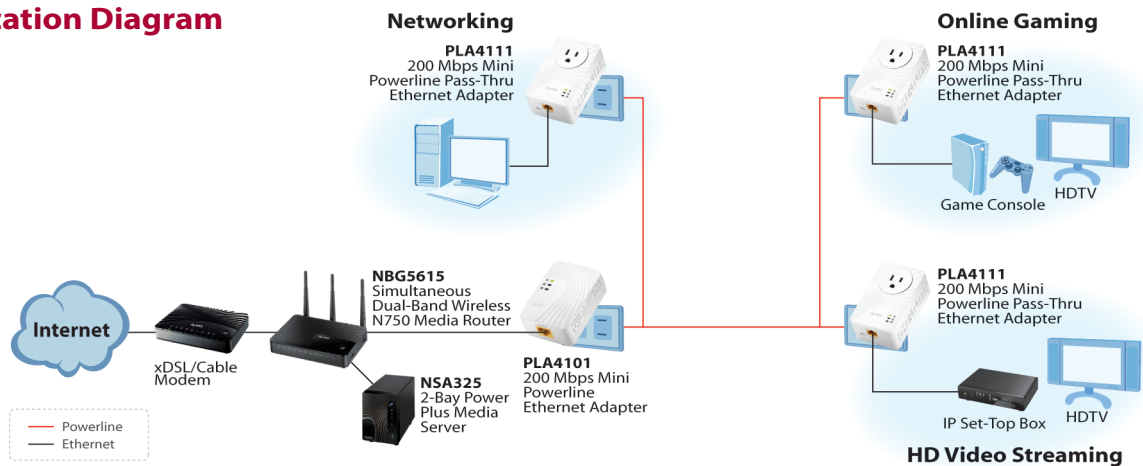 ation Diagram
Networking
PLA4111
200 Mbps Mini
Powerline Pass-Thru
Ethernet Adapter
Online Gaming
PLA4111
200 Mbps Mini
Powerline Pass-Thru
Ethernet Adapter
Game Console
HDTV
Internet
xDSL/Cable
Modem
NBG5615
Simultaneous
Dual-Band Wireless
N750 Media Router
NSA325
2-Bay Power
Plus Media
Server
PLA4101
200 Mbps Mini
Powerline
Ethernet Adapter
PLA4111
200 Mbps Mini
Powerline Pass-Thru
Ethernet Adapter
IP Set-Top Box
HDTV
HD Video Streaming
Powerline
Ethernet